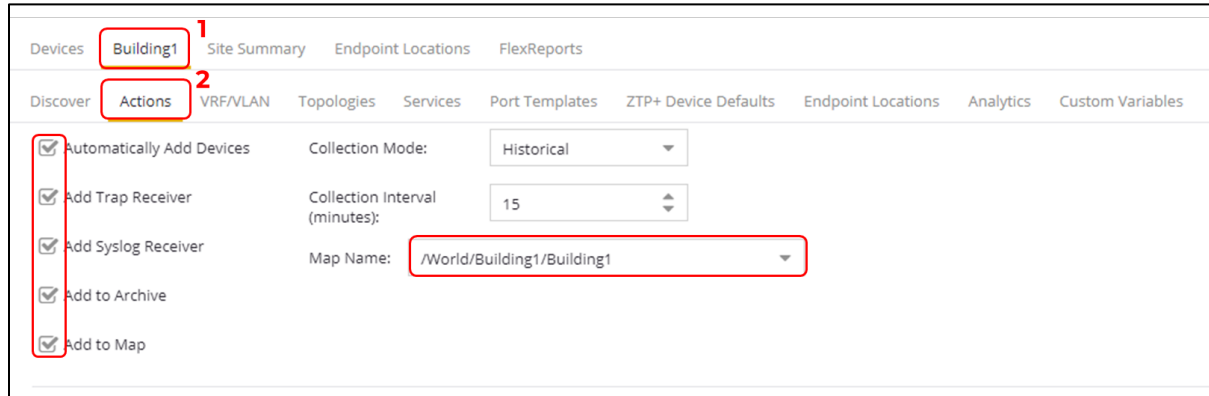 1
Devices Building1 Site Summary Endpoint Locations FlexReports
2
Discover Actions VRF/VLAN Topologies Services Port Templates ZTP+ Device Defaults Endpoint Locations Analytics Custom Variables
Automatically Add Devices Collection Mode: Historical
Add Trap Receiver Collection Interval
(minutes): 15
Add Syslog Receiver Map Name: /World/Building1/Building1
Add to Archive
Add to Map